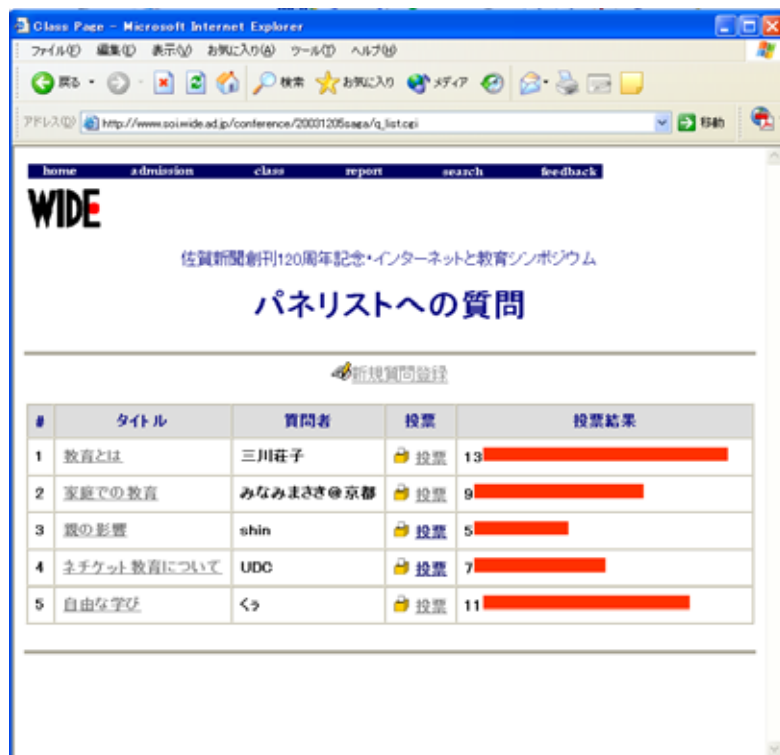 Class Page - Microsoft Internet Explorer
ファイル(F) 編集(E) 表示(V) お気に入り(A) ツール(T) ヘルプ(H)
戻る 検索 お気に入り メディア
アドレス(D) http://www.soi.wide.ad.jp/conference/20031205saga/q_list.cgi 移動
home admission class report search feedback
WIDE
佐賀新聞創刊120周年記念・インターネットと教育シンポジウム
パネリストへの質問
新規質問登録
# タイトル 質問者 投票 投票結果
1 教育とは 三川荘子 投票 13
2 家庭での教育 みなみまさき@京都 投票 9
3 親の影響 shin 投票 5
4 ネチケット教育について UDC 投票 7
5 自由な学び くぅ 投票 11